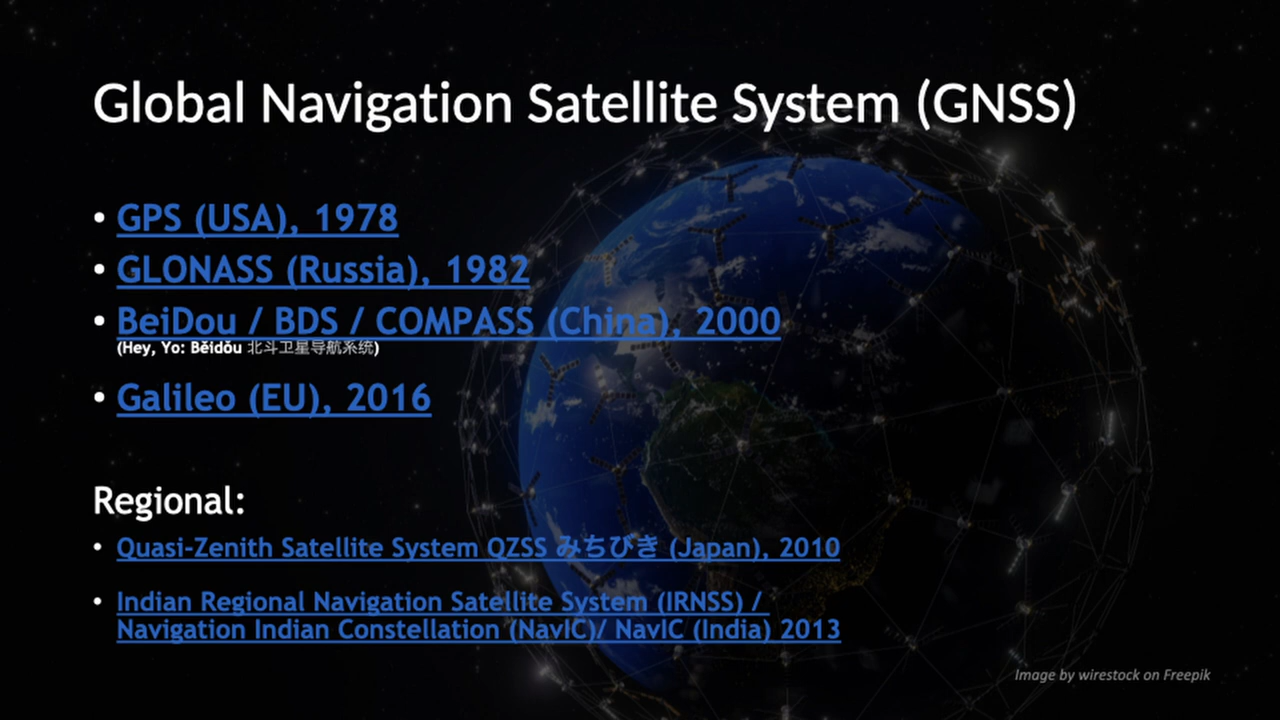 Global Navigation Satellite System (GNSS)
• GPS (USA), 1978
• GLONASS (Russia), 1982
• BeiDou / BDS / COMPASS (China), 2000
(Hey, Yo: Běidǒu 北斗卫星导航系统)
• Galileo (EU), 2016
Regional:
• Quasi-Zenith Satellite System QZSS みちびき (Japan), 2010
• Indian Regional Navigation Satellite System (IRNSS) /
Navigation Indian Constellation (NavIC)/ NavIC (India) 2013
Image by wirestock on Freepik